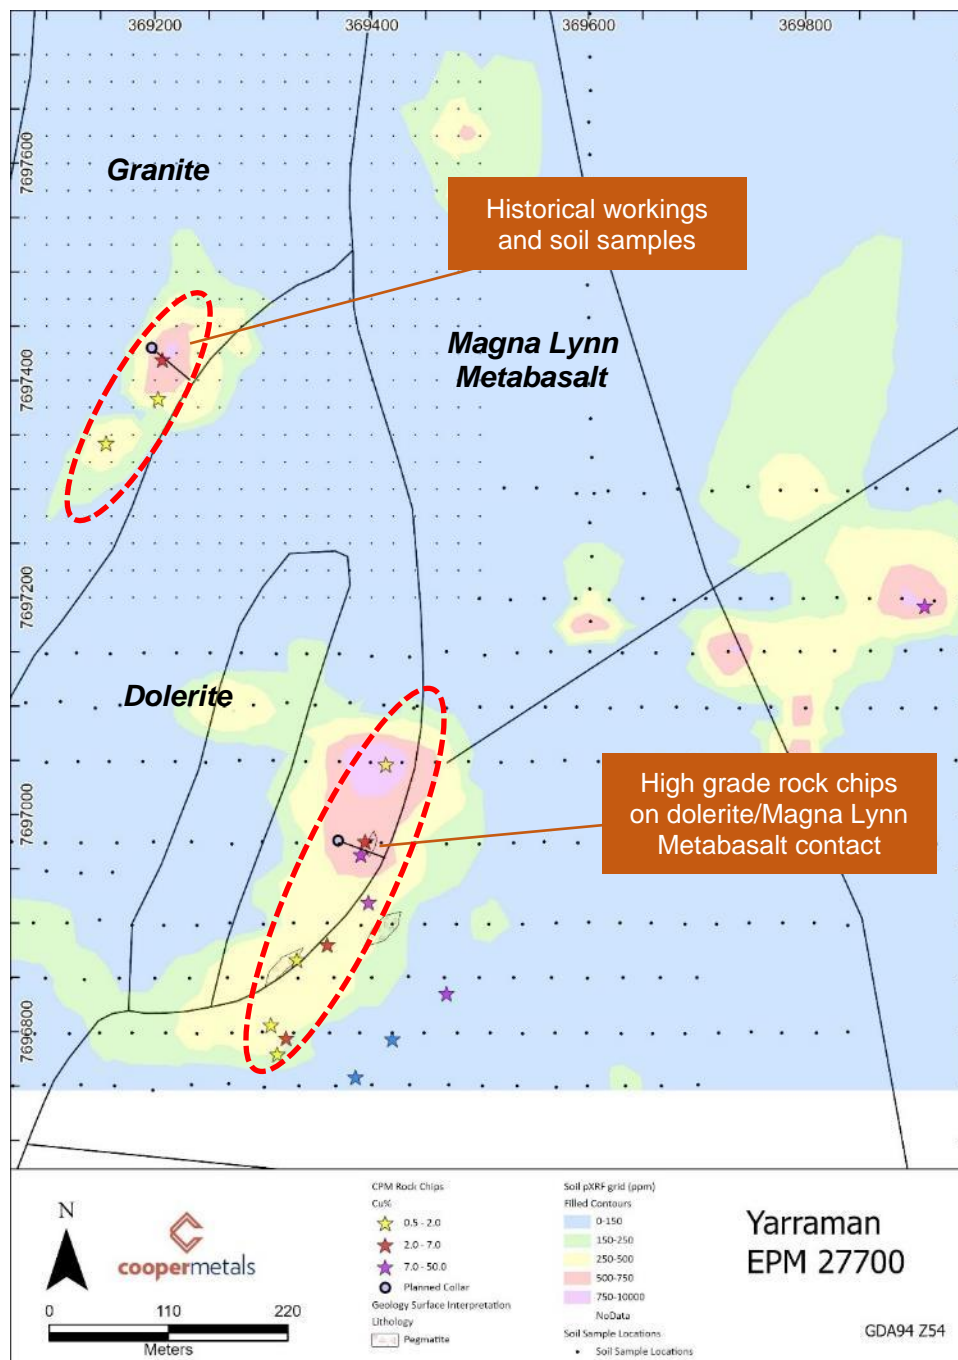 369200
369400
369600
369800
7697600
7697400
7697200
7697000
7696800
Granite
Historical workings
and soil samples
Magna Lynn
Metabasalt
Dolerite
High grade rock chips
on dolerite/Magna Lynn
Metabasalt contact
N
coopermetals
0 110 220
Meters
CPM Rock Chips
Cu%
0.5 - 2.0
2.0 - 7.0
7.0 - 50.0
Planned Collar
Geology Surface Interpretation
Lithology
Pegmatite
Soil pXRF grid (ppm)
Filled Contours
0-150
150-250
250-500
500-750
750-10000
NoData
Soil Sample Locations
Soil Sample Locations
Yarraman
EPM 27700
GDA94 Z54